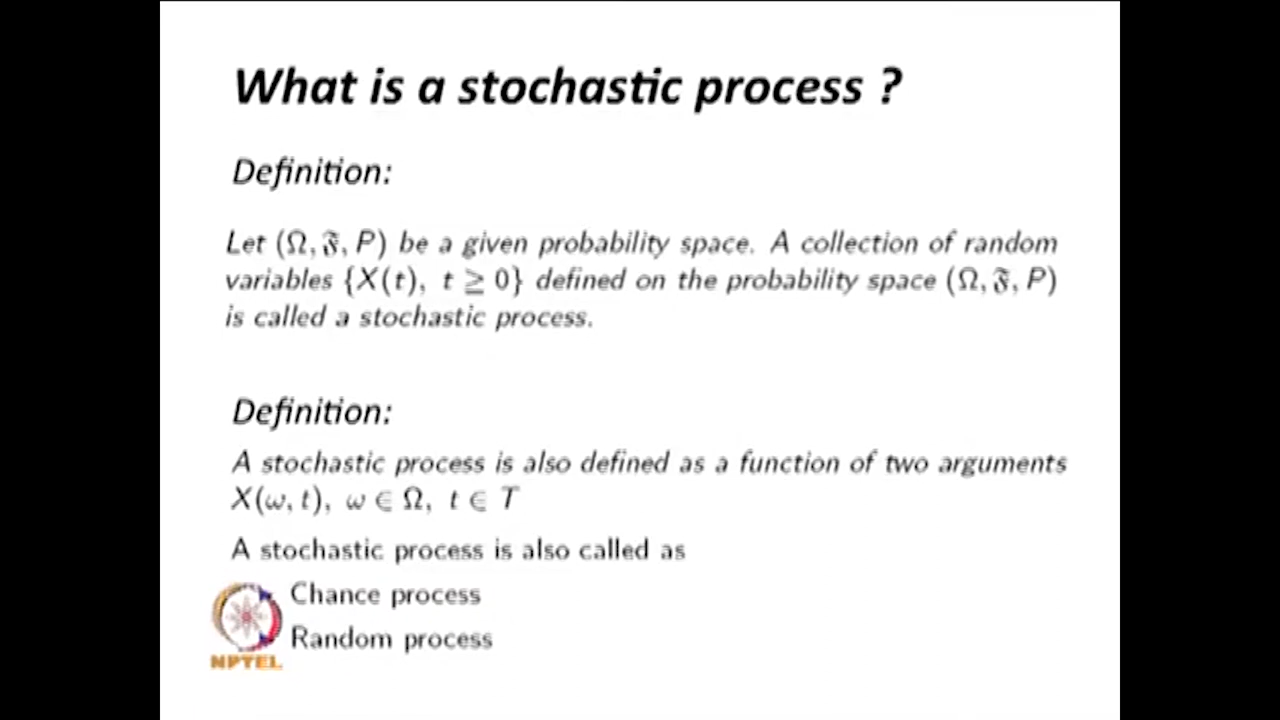 What is a stochastic process ?
Definition:
Let (Ω, 𝔉, P) be a given probability space. A collection of random
variables {X(t), t ≥ 0} defined on the probability space (Ω, 𝔉, P)
is called a stochastic process.
Definition:
A stochastic process is also defined as a function of two arguments
X(ω, t), ω ∈ Ω, t ∈ T
A stochastic process is also called as
Chance process
Random process
NPTEL